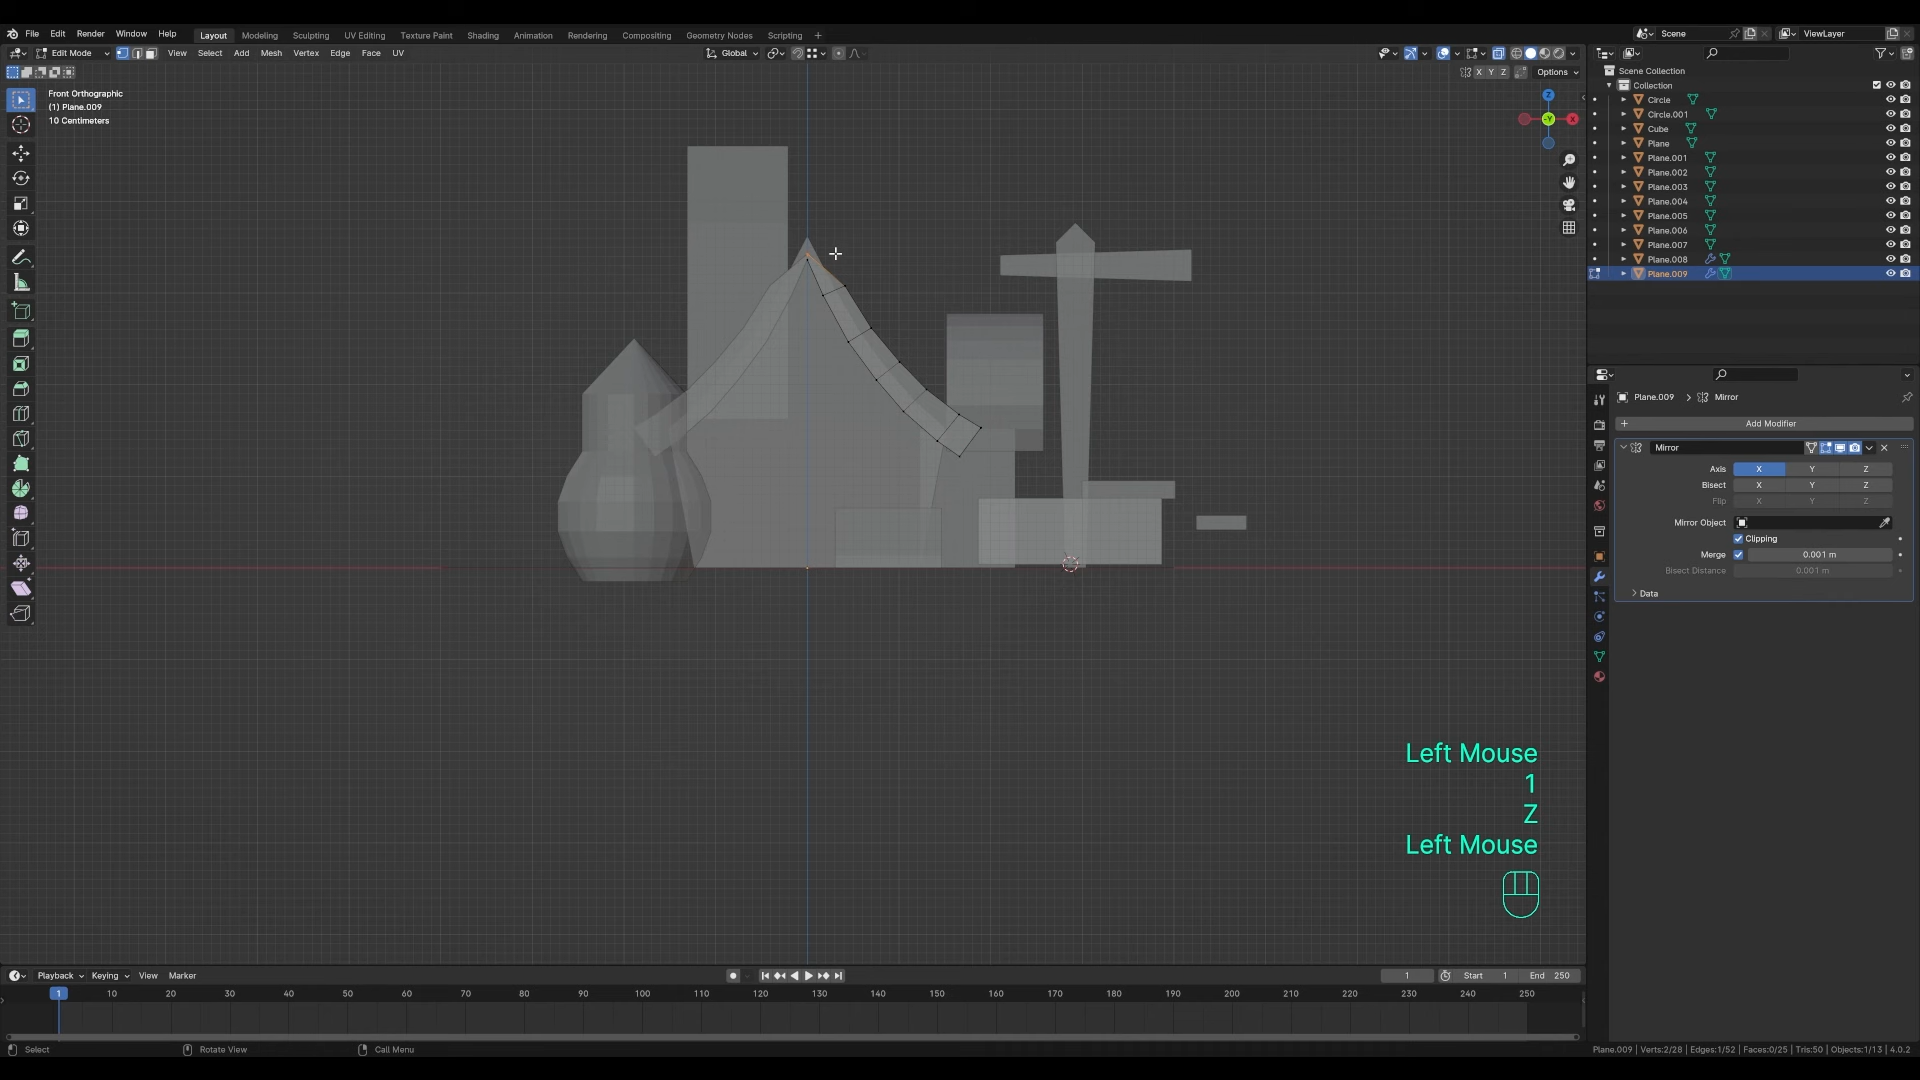 File Edit Render Window Help Layout Modeling Sculpting UV Editing Texture Paint Shading Animation Rendering Compositing Geometry Nodes Scripting + Scene ViewLayer
Edit Mode View Select Add Mesh Vertex Edge Face UV Global
X Y Z Options
Front Orthographic
(1) Plane.009
10 Centimeters
Z
-Y
X
Scene Collection
Collection
Circle
Circle.001
Cube
Plane
Plane.001
Plane.002
Plane.003
Plane.004
Plane.005
Plane.006
Plane.007
Plane.008
Plane.009
Plane.009 > Mirror
+ Add Modifier
Mirror
Axis X Y Z
Bisect X Y Z
Flip X Y Z
Mirror Object
Clipping
Merge 0.001 m
Bisect Distance 0.001 m
Data
Left Mouse
1
Z
Left Mouse
Playback Keying View Marker 1 Start 1 End 250
1 10 20 30 40 50 60 70 80 90 100 110 120 130 140 150 160 170 180 190 200 210 220 230 240 250
Select Rotate View Call Menu Plane.009 | Verts:2/28 | Edges:1/52 | Faces:0/25 | Tris:50 | Objects:1/13 | 4.0.2